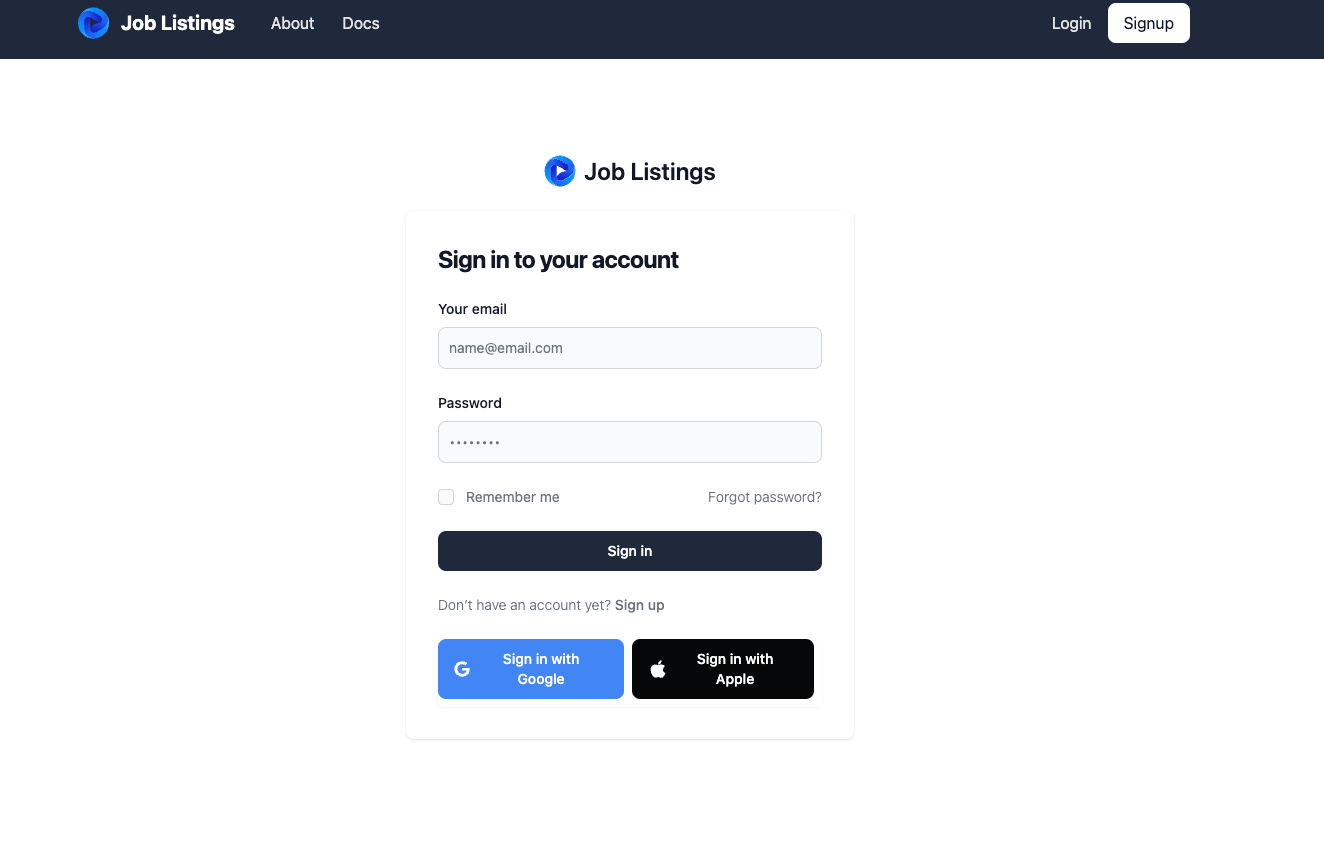 Job Listings About Docs Login Signup
Job Listings
Sign in to your account
Your email
name@email.com
Password
••••••••
Remember me Forgot password?
Sign in
Don’t have an account yet? Sign up
Sign in with Google
Sign in with Apple